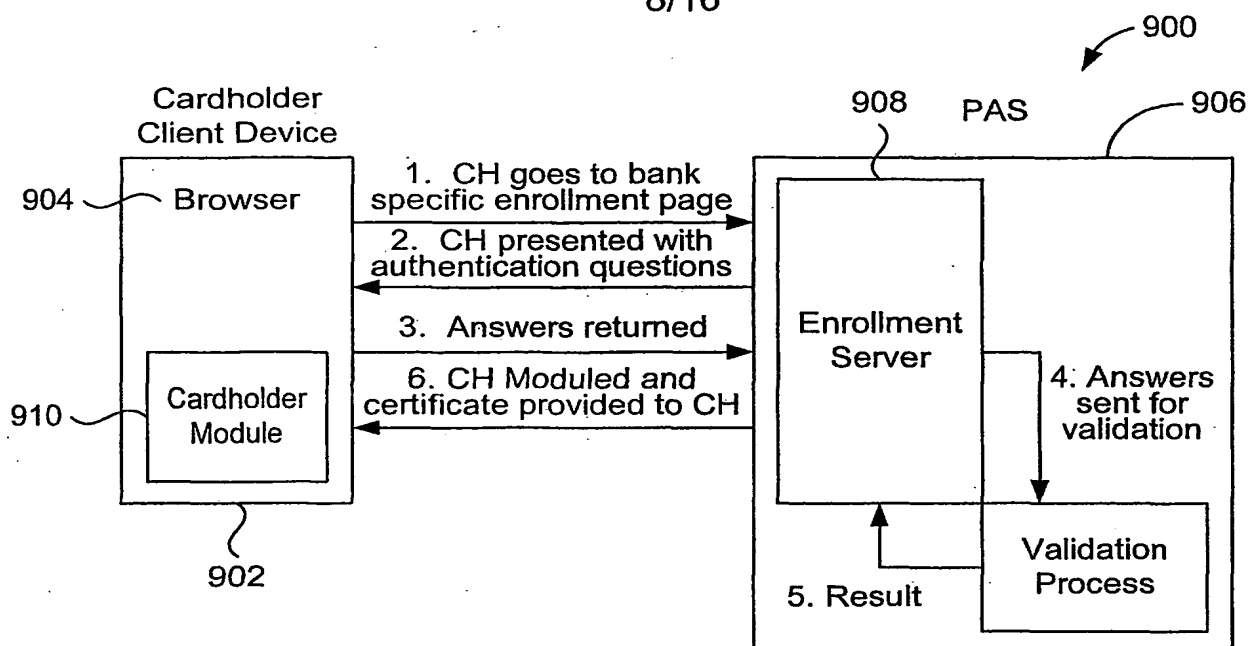 8/16
900
Cardholder
Client Device
908
PAS
906
904
Browser
1. CH goes to bank
specific enrollment page
2. CH presented with
authentication questions
3. Answers returned
6. CH Moduled and
certificate provided to CH
910
Cardholder
Module
902
Enrollment
Server
4. Answers
sent for
validation
Validation
Process
5. Result